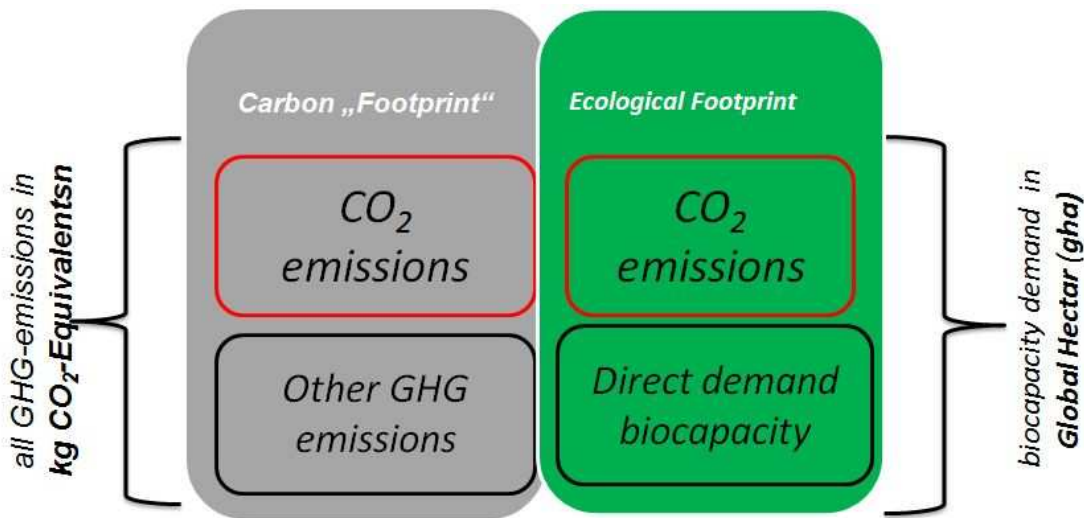 Carbon „Footprint“
Ecological Footprint
all GHG-emissions in
kg CO₂-Equivalentsn
CO₂
emissions
CO₂
emissions
Other GHG
emissions
Direct demand
biocapacity
biocapacity demand in
Global Hectar (gha)